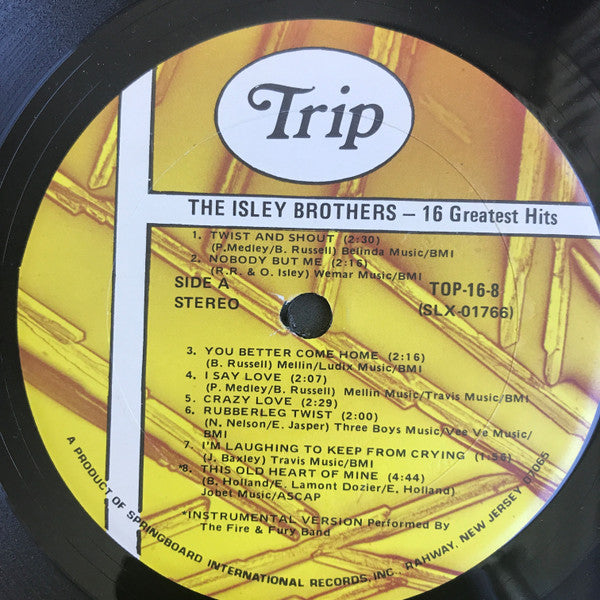 Trip
THE ISLEY BROTHERS – 16 Greatest Hits
1. TWIST AND SHOUT (2:30)
(P.Medley/B. Russell) Belinda Music/BMI
2. NOBODY BUT ME (2:16)
(R.R. & O. Isley) Wemar Music/BMI
SIDE A
STEREO
TOP-16-8
(SLX-01766)
3. YOU BETTER COME HOME (2:16)
(B. Russell) Mellin/Ludix Music/BMI
4. I SAY LOVE (2:07)
(P. Medley/B. Russell) Mellin Music/Travis Music/BMI
5. CRAZY LOVE (2:29)
6. RUBBERLEG TWIST (2:00)
(N. Nelson/E. Jasper) Three Boys Music/Vee Ve Music/
BMI
7. I'M LAUGHING TO KEEP FROM CRYING (1:56)
(J. Baxley) Travis Music/BMI
*8. THIS OLD HEART OF MINE (4:44)
(B. Holland/E. Lamont Dozier/E. Holland)
Jobet Music/ASCAP
*INSTRUMENTAL VERSION Performed By
The Fire & Fury Band
A PRODUCT OF SPRINGBOARD INTERNATIONAL RECORDS, INC., RAHWAY, NEW JERSEY 07065